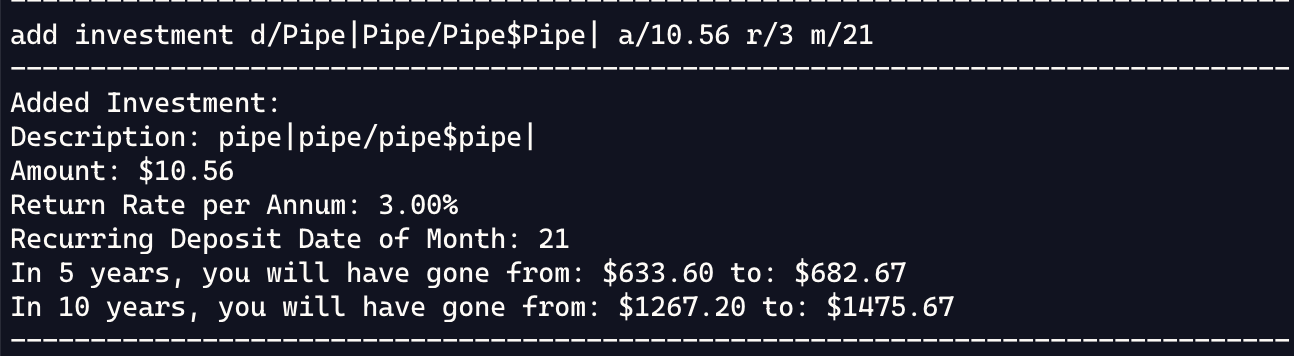 add investment d/Pipe|Pipe/Pipe$Pipe| a/10.56 r/3 m/21
Added Investment:
Description: pipe|pipe/pipe$pipe|
Amount: $10.56
Return Rate per Annum: 3.00%
Recurring Deposit Date of Month: 21
In 5 years, you will have gone from: $633.60 to: $682.67
In 10 years, you will have gone from: $1267.20 to: $1475.67